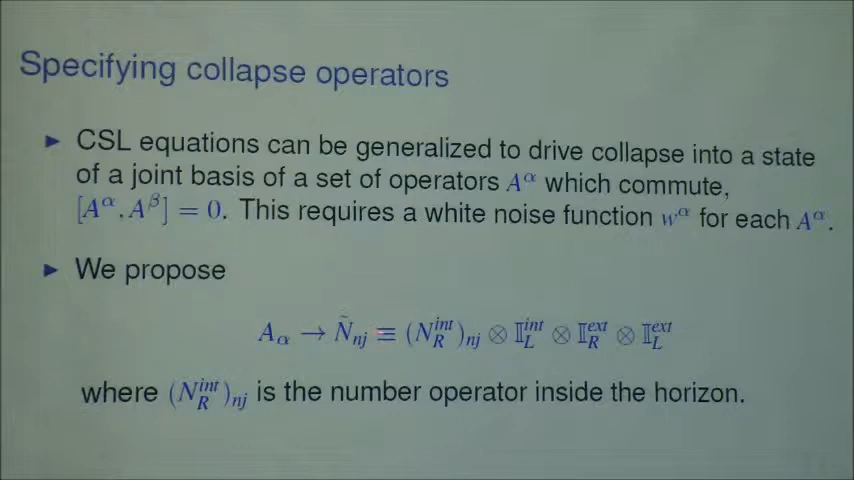 Specifying collapse operators
▶ CSL equations can be generalized to drive collapse into a state
of a joint basis of a set of operators A^α which commute,
[A^α, A^β] = 0. This requires a white noise function w^α for each A^α.
▶ We propose
A_α → Ñ_nj ≡ (N_R^int)_nj ⊗ 𝕀_L^int ⊗ 𝕀_R^ext ⊗ 𝕀_L^ext
where (N_R^int)_nj is the number operator inside the horizon.